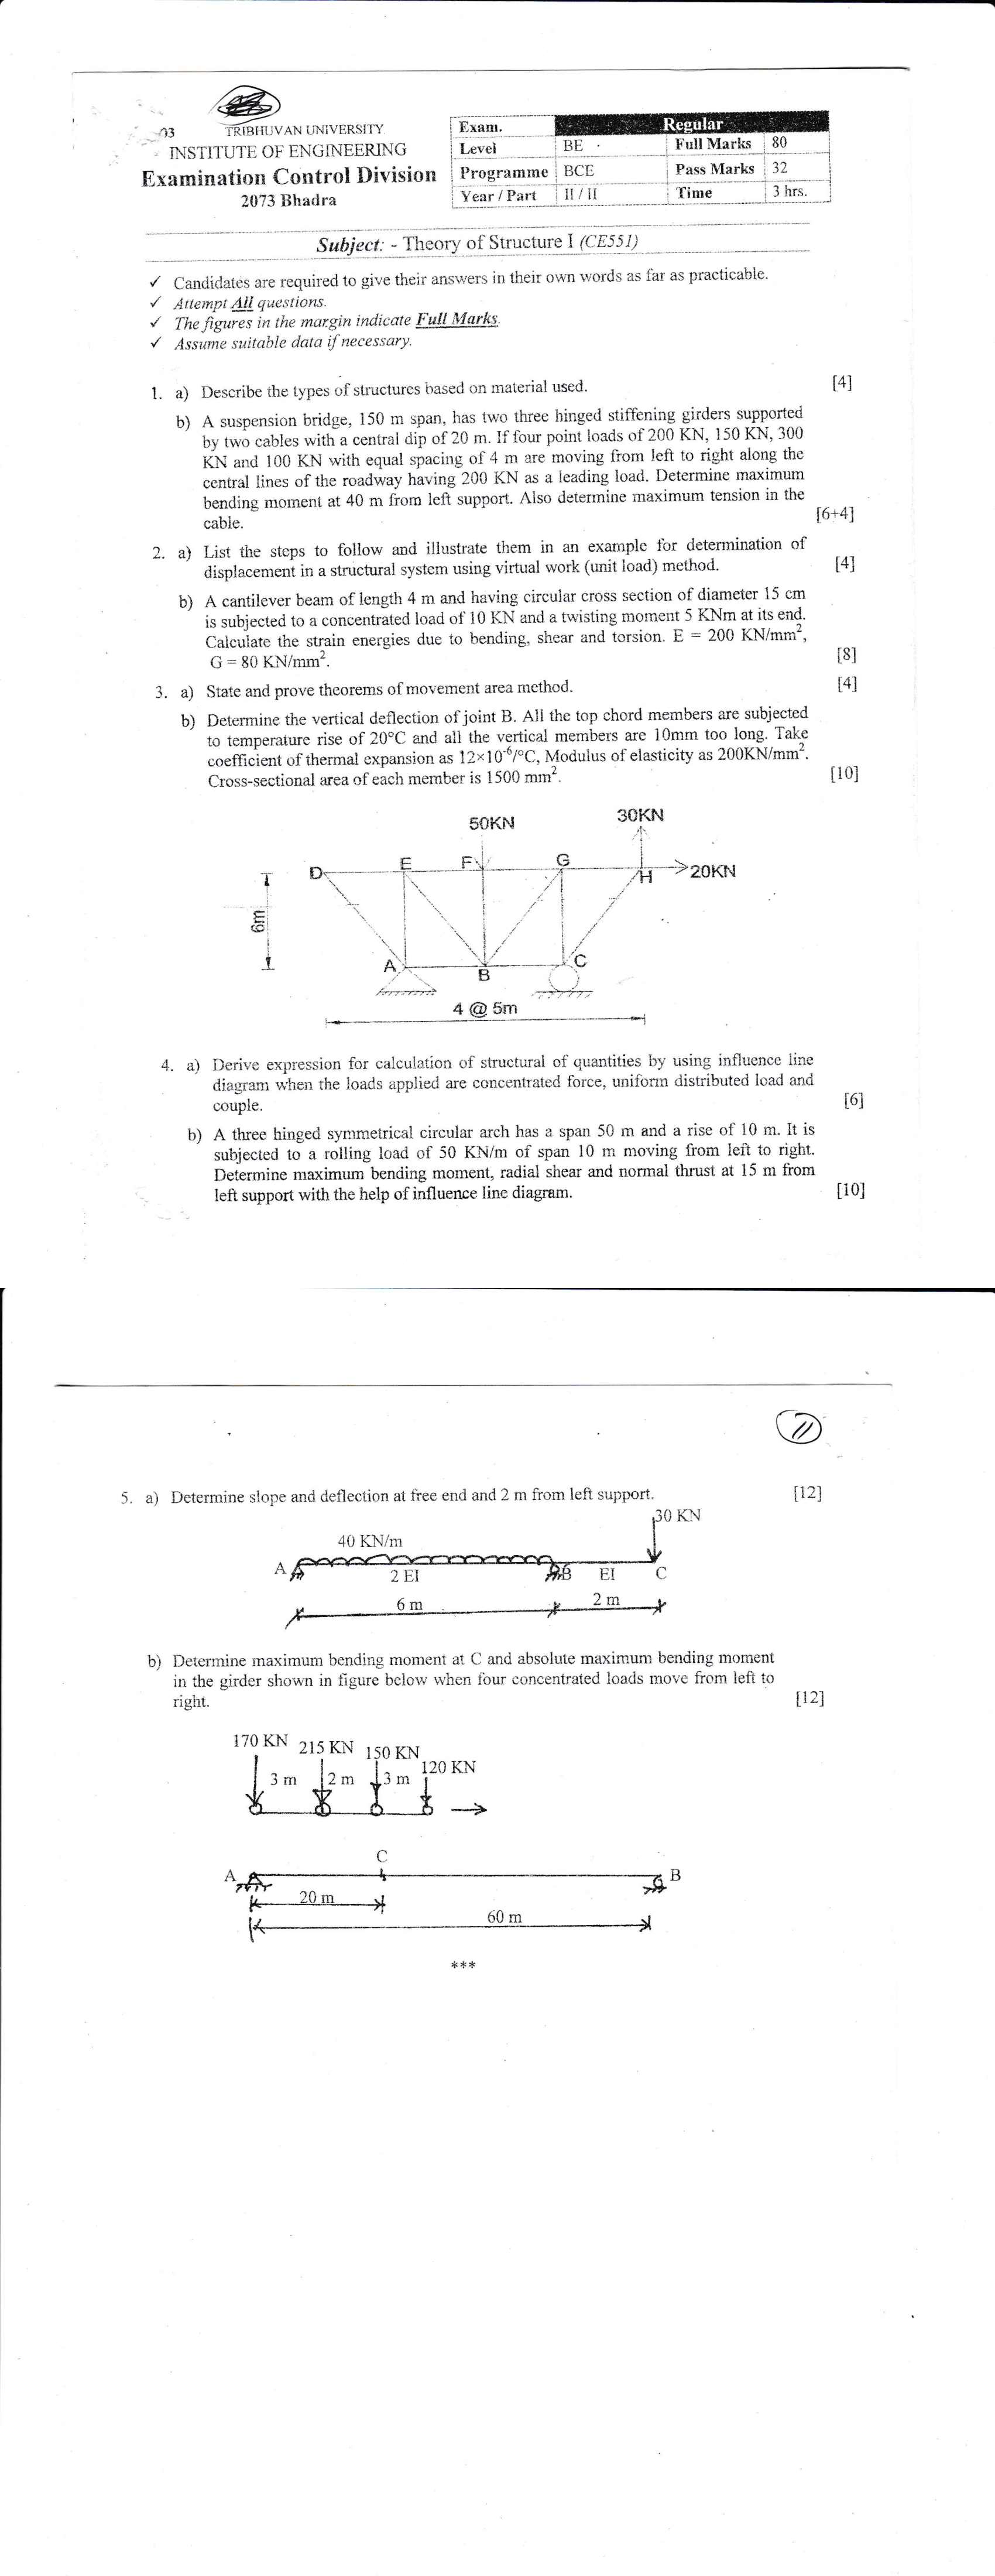 03 TRIBHUVAN UNIVERSITY
INSTITUTE OF ENGINEERING
Examination Control Division
2073 Bhadra
Exam. Regular
Level BE Full Marks 80
Programme BCE Pass Marks 32
Year / Part II / II Time 3 hrs.
Subject: - Theory of Structure I (CE551)
✓ Candidates are required to give their answers in their own words as far as practicable.
✓ Attempt All questions.
✓ The figures in the margin indicate Full Marks.
✓ Assume suitable data if necessary.
1. a) Describe the types of structures based on material used. [4]
b) A suspension bridge, 150 m span, has two three hinged stiffening girders supported
by two cables with a central dip of 20 m. If four point loads of 200 KN, 150 KN, 300
KN and 100 KN with equal spacing of 4 m are moving from left to right along the
central lines of the roadway having 200 KN as a leading load. Determine maximum
bending moment at 40 m from left support. Also determine maximum tension in the
cable. [6+4]
2. a) List the steps to follow and illustrate them in an example for determination of
displacement in a structural system using virtual work (unit load) method. [4]
b) A cantilever beam of length 4 m and having circular cross section of diameter 15 cm
is subjected to a concentrated load of 10 KN and a twisting moment 5 KNm at its end.
Calculate the strain energies due to bending, shear and torsion. E = 200 KN/mm²,
G = 80 KN/mm². [8]
3. a) State and prove theorems of movement area method. [4]
b) Determine the vertical deflection of joint B. All the top chord members are subjected
to temperature rise of 20°C and all the vertical members are 10mm too long. Take
coefficient of thermal expansion as 12×10⁻⁶/°C, Modulus of elasticity as 200KN/mm².
Cross-sectional area of each member is 1500 mm². [10]
50KN 30KN
D E F G H 20KN
6m
A B C
4 @ 5m
4. a) Derive expression for calculation of structural of quantities by using influence line
diagram when the loads applied are concentrated force, uniform distributed load and
couple. [6]
b) A three hinged symmetrical circular arch has a span 50 m and a rise of 10 m. It is
subjected to a rolling load of 50 KN/m of span 10 m moving from left to right.
Determine maximum bending moment, radial shear and normal thrust at 15 m from
left support with the help of influence line diagram. [10]
11
5. a) Determine slope and deflection at free end and 2 m from left support. [12]
30 KN
40 KN/m
A 2 EI B EI C
6 m 2 m
b) Determine maximum bending moment at C and absolute maximum bending moment
in the girder shown in figure below when four concentrated loads move from left to
right. [12]
170 KN 215 KN 150 KN 120 KN
3 m 2 m 3 m
C
A B
20 m
60 m
***